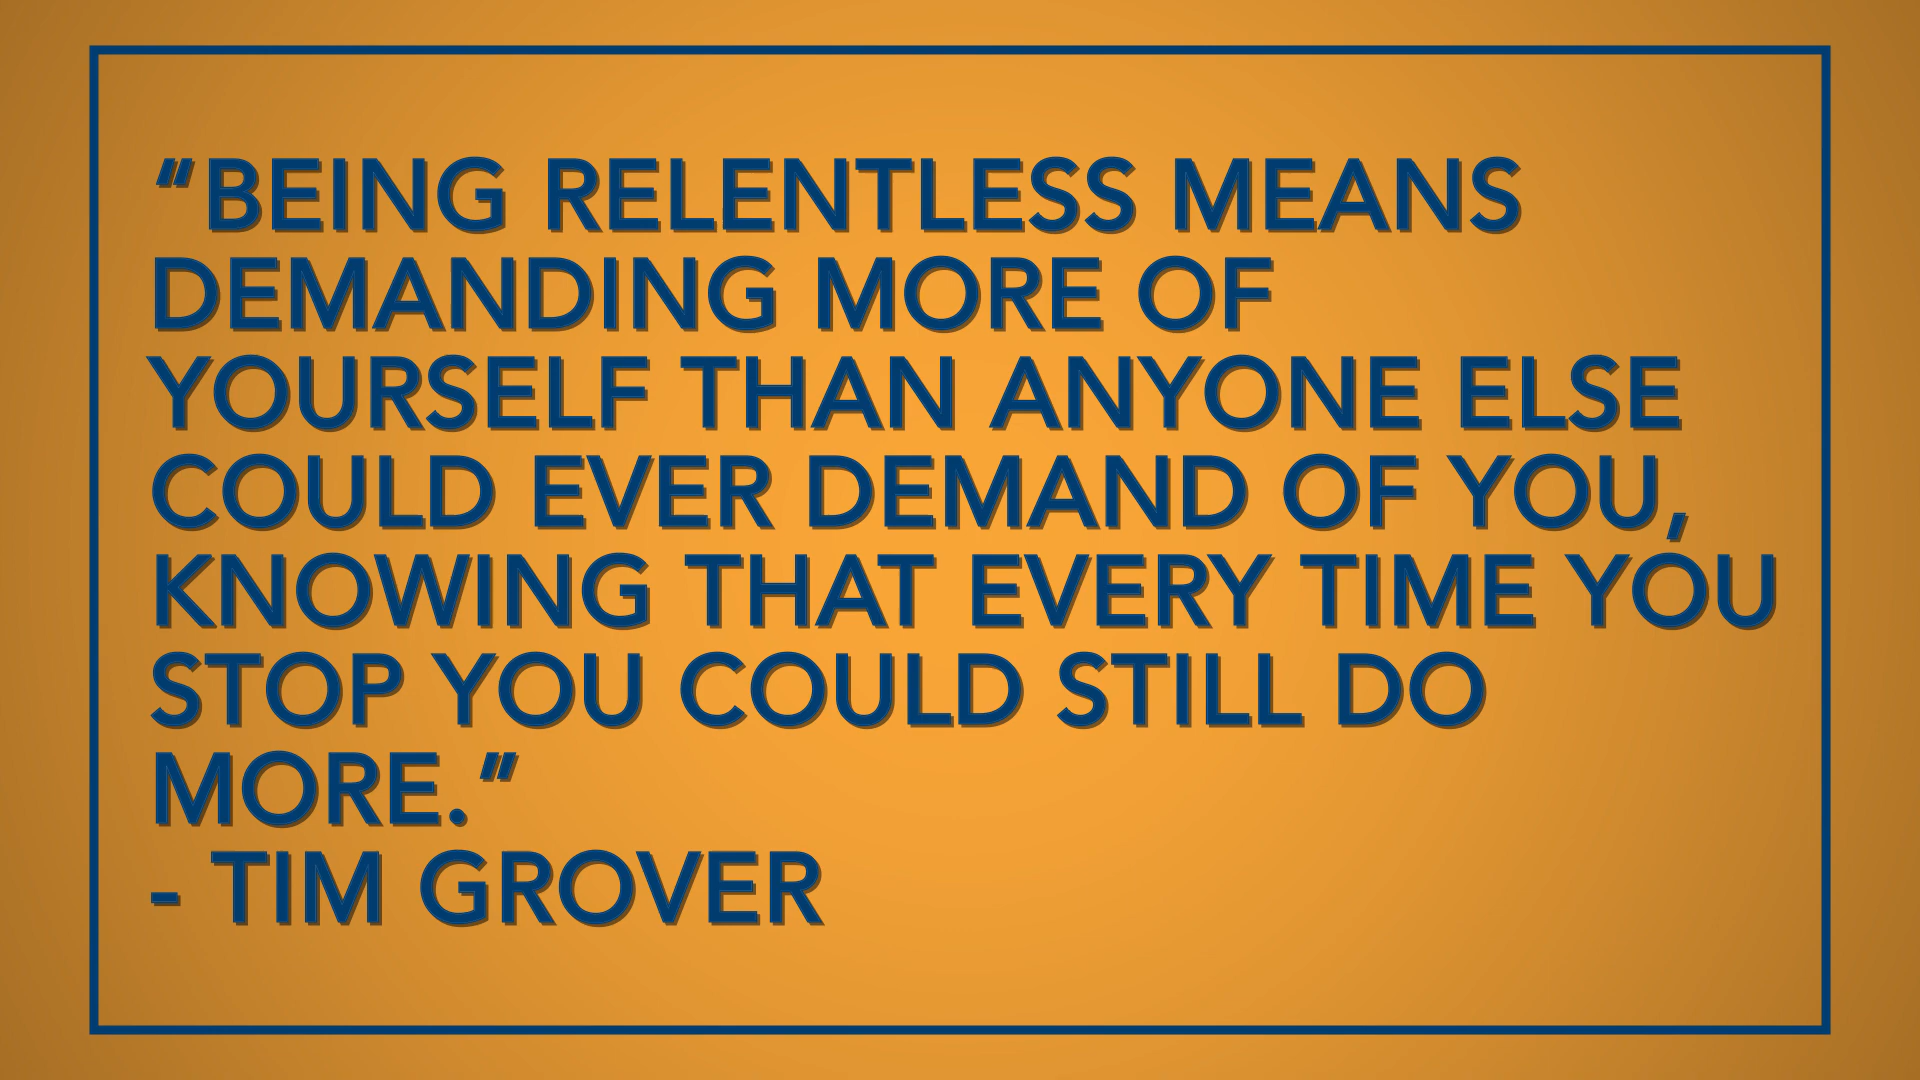 “BEING RELENTLESS MEANS
DEMANDING MORE OF
YOURSELF THAN ANYONE ELSE
COULD EVER DEMAND OF YOU,
KNOWING THAT EVERY TIME YOU
STOP YOU COULD STILL DO
MORE.”
- TIM GROVER